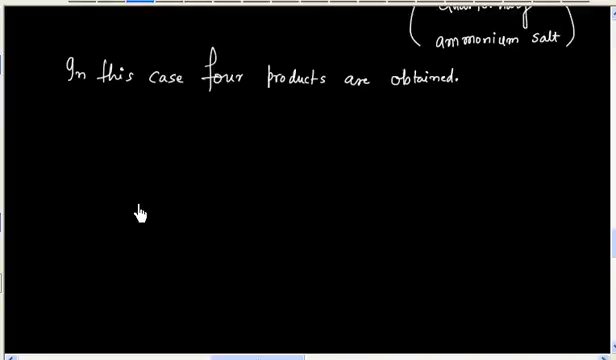 ammonium salt
In this case four products are obtained.